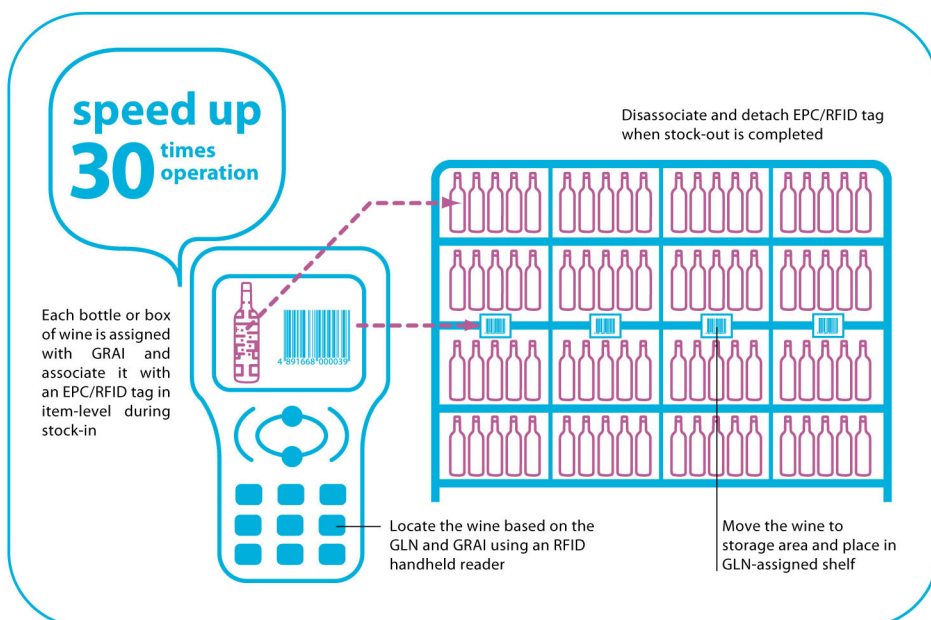 speed up
30 times
operation
Disassociate and detach EPC/RFID tag
when stock-out is completed
Each bottle or box
of wine is assigned
with GRAI and
associate it with
an EPC/RFID tag in
item-level during
stock-in
4 891668 000039
Locate the wine based on the
GLN and GRAI using an RFID
handheld reader
Move the wine to
storage area and place in
GLN-assigned shelf